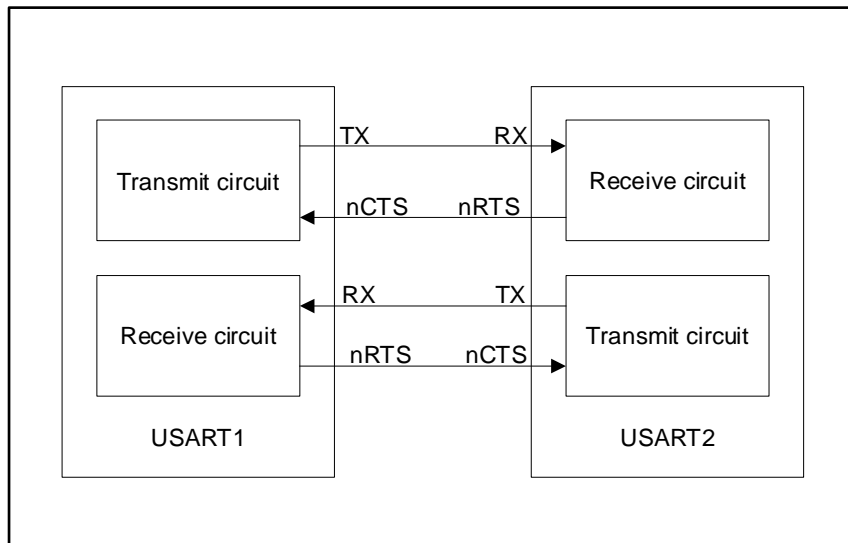 TX RX
Transmit circuit Receive circuit
nCTS nRTS
RX TX
Receive circuit Transmit circuit
nRTS nCTS
USART1 USART2